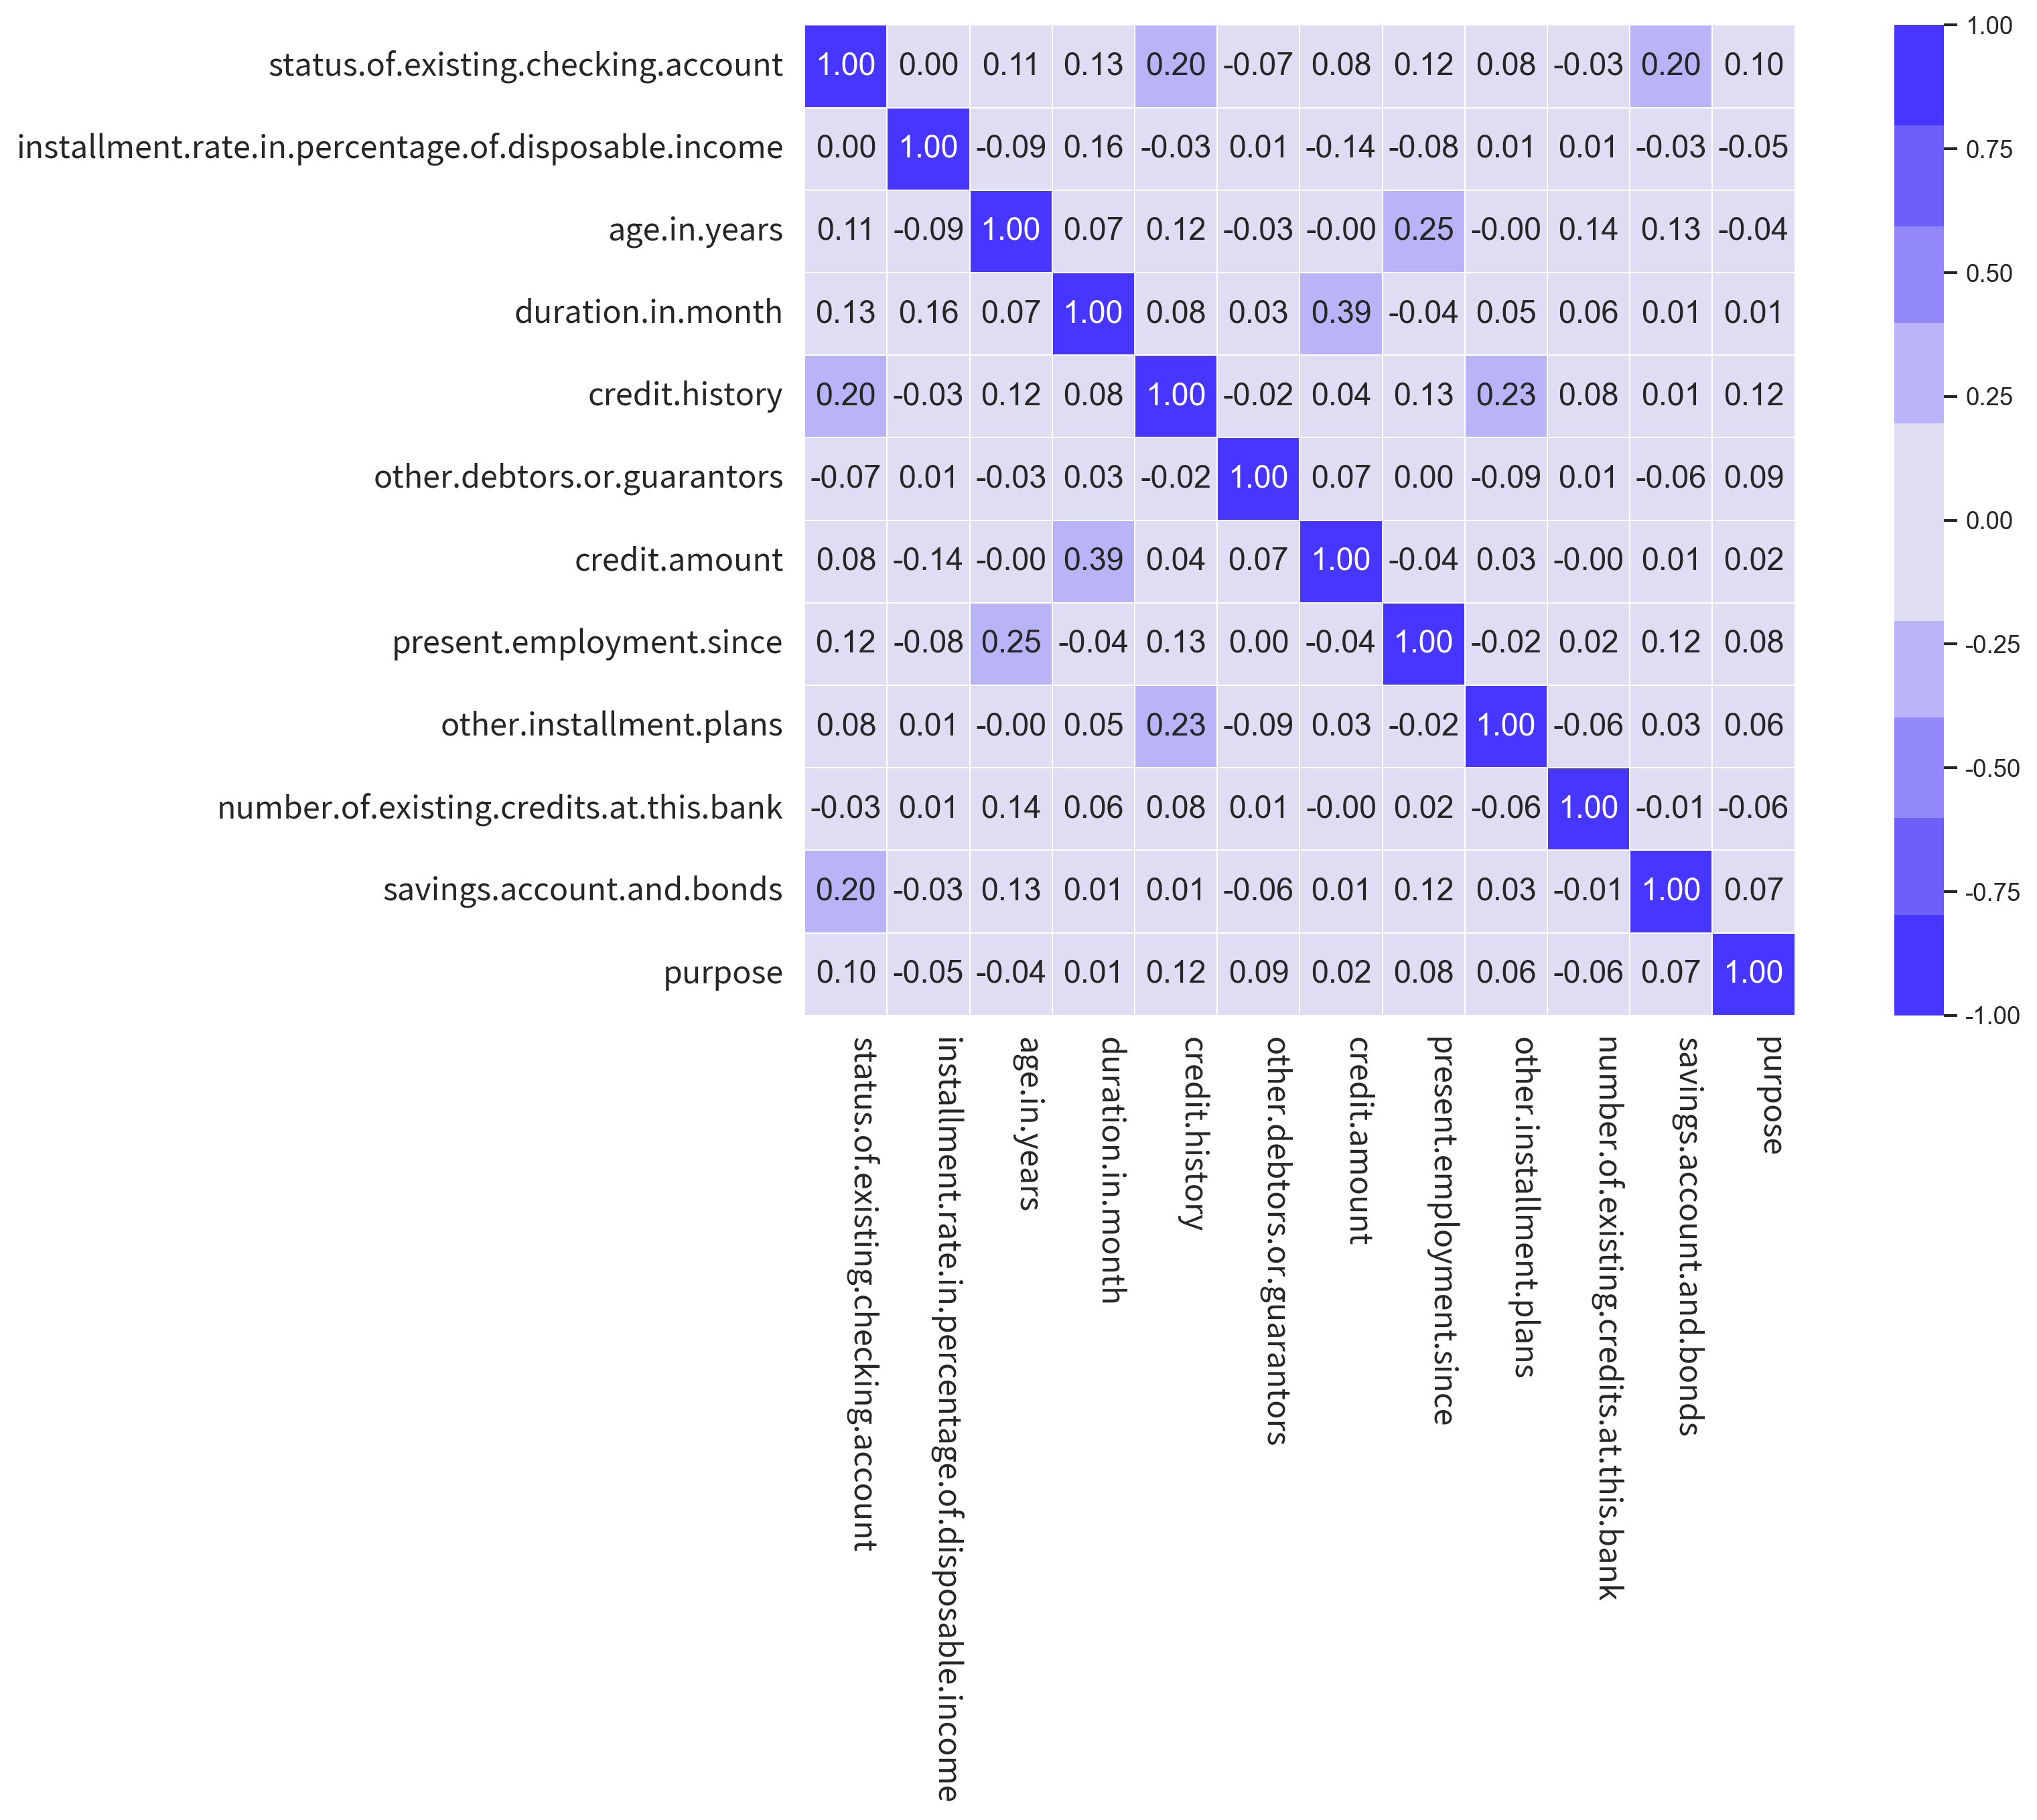 status.of.existing.checking.account 1.00 0.00 0.11 0.13 0.20 -0.07 0.08 0.12 0.08 -0.03 0.20 0.10
installment.rate.in.percentage.of.disposable.income 0.00 1.00 -0.09 0.16 -0.03 0.01 -0.14 -0.08 0.01 0.01 -0.03 -0.05
age.in.years 0.11 -0.09 1.00 0.07 0.12 -0.03 -0.00 0.25 -0.00 0.14 0.13 -0.04
duration.in.month 0.13 0.16 0.07 1.00 0.08 0.03 0.39 -0.04 0.05 0.06 0.01 0.01
credit.history 0.20 -0.03 0.12 0.08 1.00 -0.02 0.04 0.13 0.23 0.08 0.01 0.12
other.debtors.or.guarantors -0.07 0.01 -0.03 0.03 -0.02 1.00 0.07 0.00 -0.09 0.01 -0.06 0.09
credit.amount 0.08 -0.14 -0.00 0.39 0.04 0.07 1.00 -0.04 0.03 -0.00 0.01 0.02
present.employment.since 0.12 -0.08 0.25 -0.04 0.13 0.00 -0.04 1.00 -0.02 0.02 0.12 0.08
other.installment.plans 0.08 0.01 -0.00 0.05 0.23 -0.09 0.03 -0.02 1.00 -0.06 0.03 0.06
number.of.existing.credits.at.this.bank -0.03 0.01 0.14 0.06 0.08 0.01 -0.00 0.02 -0.06 1.00 -0.01 -0.06
savings.account.and.bonds 0.20 -0.03 0.13 0.01 0.01 -0.06 0.01 0.12 0.03 -0.01 1.00 0.07
purpose 0.10 -0.05 -0.04 0.01 0.12 0.09 0.02 0.08 0.06 -0.06 0.07 1.00
status.of.existing.checking.account
installment.rate.in.percentage.of.disposable.income
age.in.years
duration.in.month
credit.history
other.debtors.or.guarantors
credit.amount
present.employment.since
other.installment.plans
number.of.existing.credits.at.this.bank
savings.account.and.bonds
purpose
1.00
0.75
0.50
0.25
0.00
-0.25
-0.50
-0.75
-1.00